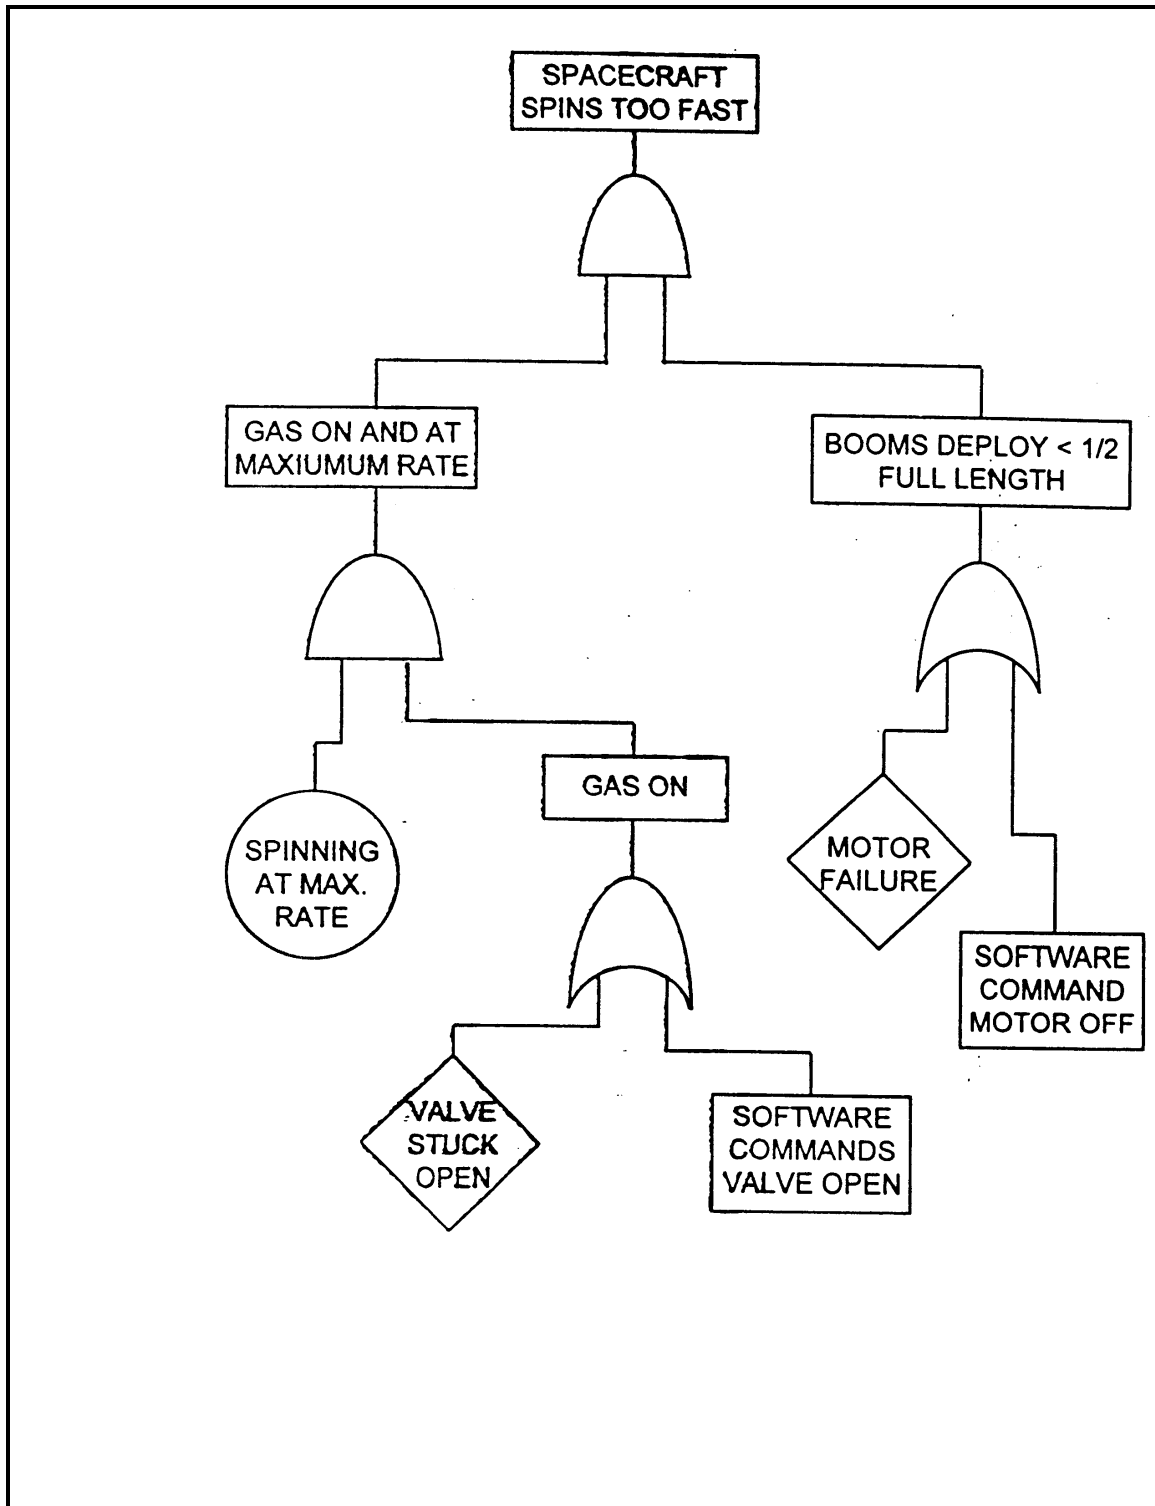 SPACECRAFT
SPINS TOO FAST
GAS ON AND AT
MAXIUMUM RATE
BOOMS DEPLOY < 1/2
FULL LENGTH
GAS ON
SPINNING
AT MAX.
RATE
MOTOR
FAILURE
SOFTWARE
COMMAND
MOTOR OFF
VALVE
STUCK
OPEN
SOFTWARE
COMMANDS
VALVE OPEN